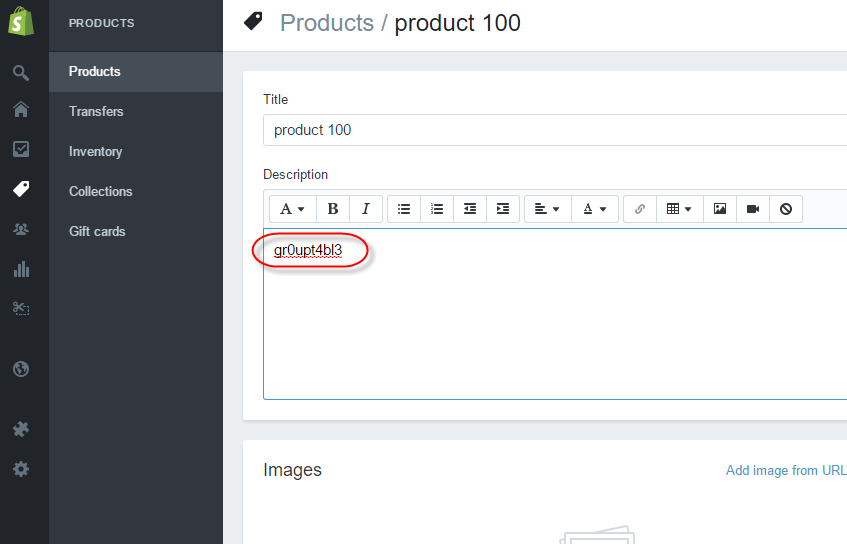 PRODUCTS
Products
Transfers
Inventory
Collections
Gift cards
Products / product 100
Title
product 100
Description
A B I A
gr0upt4bl3
Images
Add image from URL